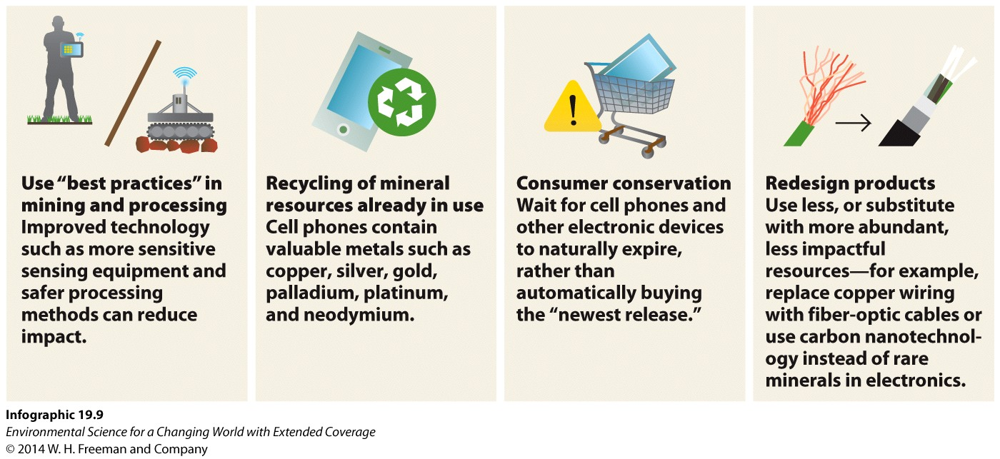 Use “best practices” in
mining and processing
Improved technology
such as more sensitive
sensing equipment and
safer processing
methods can reduce
impact.
Recycling of mineral
resources already in use
Cell phones contain
valuable metals such as
copper, silver, gold,
palladium, platinum,
and neodymium.
Consumer conservation
Wait for cell phones and
other electronic devices
to naturally expire,
rather than
automatically buying
the “newest release.”
Redesign products
Use less, or substitute
with more abundant,
less impactful
resources—for example,
replace copper wiring
with fiber-optic cables or
use carbon nanotechnol-
ogy instead of rare
minerals in electronics.
Infographic 19.9
Environmental Science for a Changing World with Extended Coverage
© 2014 W. H. Freeman and Company